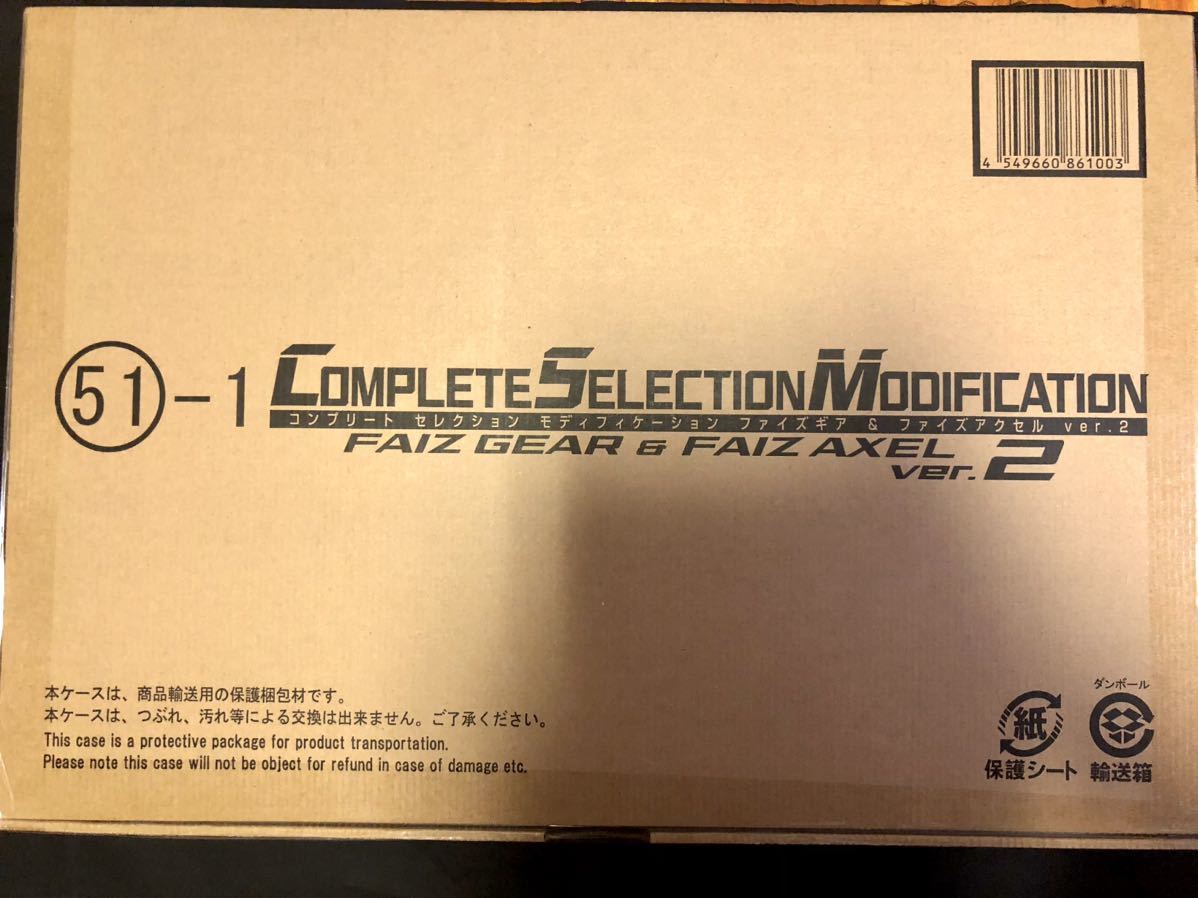 4 549660 861003
51-1 COMPLETE SELECTION MODIFICATION
コンプリート セレクション モディフィケーション ファイズギア & ファイズアクセル ver.2
FAIZ GEAR & FAIZ AXEL
ver.2
本ケースは、商品輸送用の保護梱包材です。
本ケースは、つぶれ、汚れ等による交換は出来ません。ご了承ください。
This case is a protective package for product transportation.
Please note this case will not be object for refund in case of damage etc.
紙
保護シート
ダンボール
輸送箱